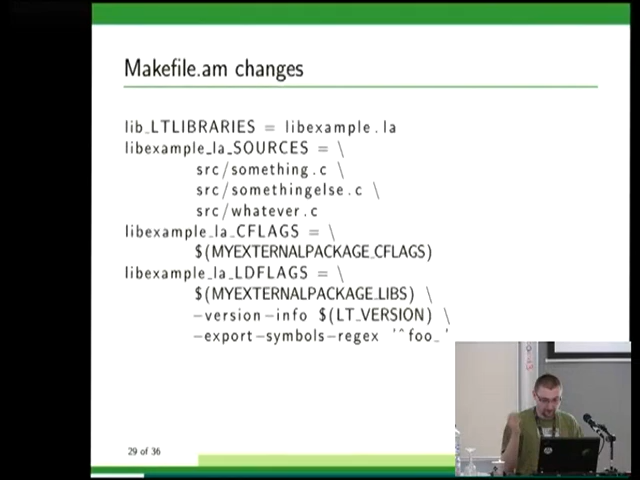 Makefile.am changes
lib_LTLIBRARIES = libexample.la
libexample_la_SOURCES = \
src/something.c \
src/somethingelse.c \
src/whatever.c
libexample_la_CFLAGS = \
$(MYEXTERNALPACKAGE_CFLAGS)
libexample_la_LDFLAGS = \
$(MYEXTERNALPACKAGE_LIBS) \
-version-info $(LT_VERSION) \
-export-symbols-regex '^foo_'
29 of 36